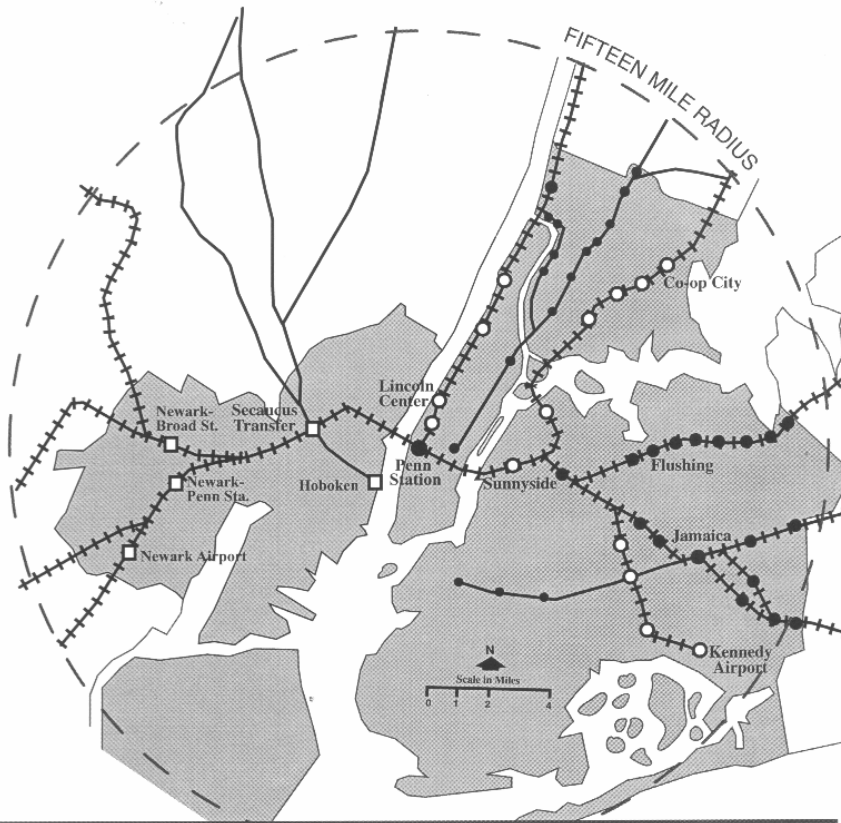 FIFTEEN MILE RADIUS
Co-op City
Lincoln
Center
Newark-
Broad St.
Secaucus
Transfer
Penn
Station
Sunnyside
Flushing
Newark-
Penn Sta.
Hoboken
Jamaica
Newark Airport
Kennedy
Airport
N
Scale in Miles
0 1 2 4